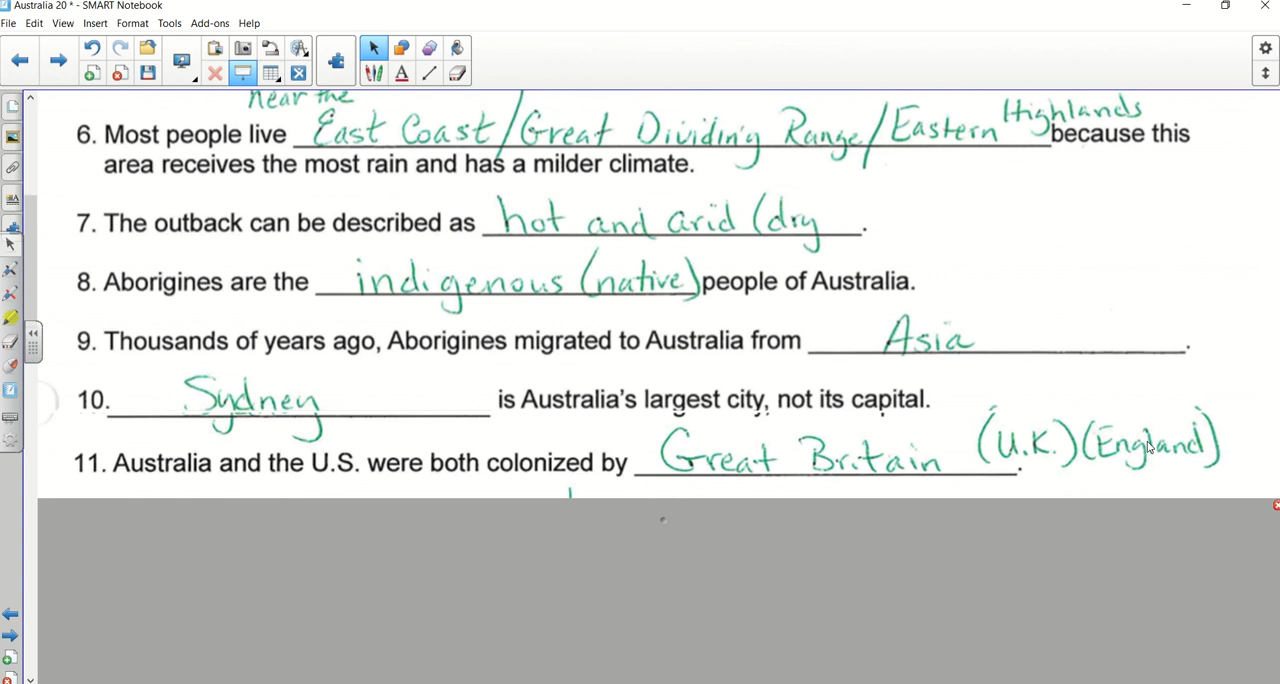 Australia 20 * - SMART Notebook
File Edit View Insert Format Tools Add-ons Help
near the
6. Most people live East Coast/Great Dividing Range/Eastern Highlands because this
area receives the most rain and has a milder climate.
7. The outback can be described as hot and arid (dry.
8. Aborigines are the indigenous (native) people of Australia.
9. Thousands of years ago, Aborigines migrated to Australia from Asia.
10. Sydney is Australia's largest city, not its capital.
11. Australia and the U.S. were both colonized by Great Britain (U.K.) (England).